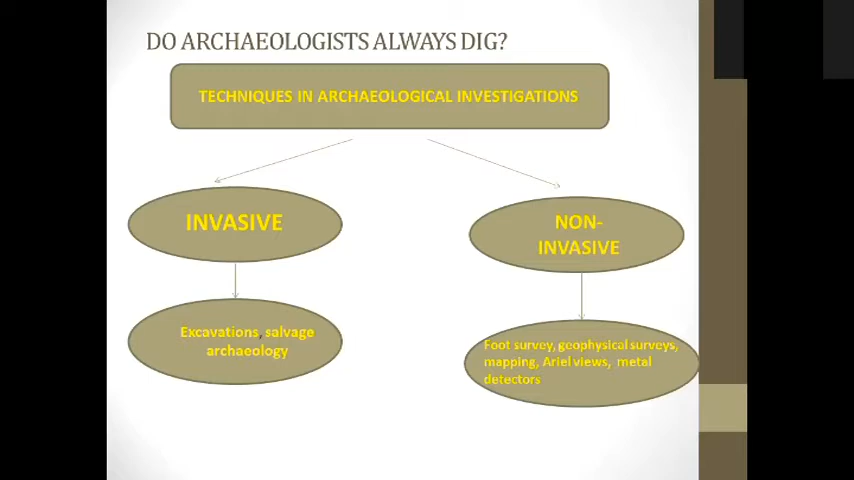 DO ARCHAEOLOGISTS ALWAYS DIG?
TECHNIQUES IN ARCHAEOLOGICAL INVESTIGATIONS
INVASIVE
NON-
INVASIVE
Excavations, salvage
archaeology
Foot survey, geophysical surveys,
mapping, Ariel views, metal
detectors